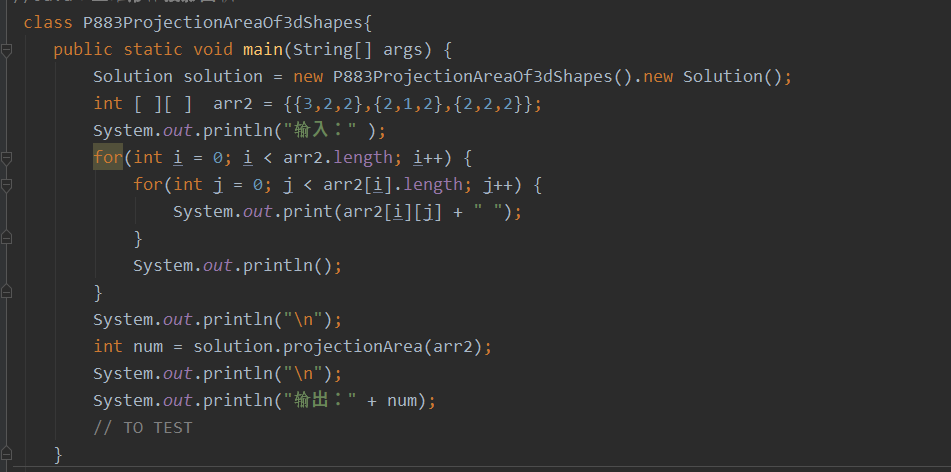 class P883ProjectionAreaOf3dShapes{
public static void main(String[] args) {
Solution solution = new P883ProjectionAreaOf3dShapes().new Solution();
int [ ][ ]  arr2 = {{3,2,2},{2,1,2},{2,2,2}};
System.out.println("输入：" );
for(int i = 0; i < arr2.length; i++) {
for(int j = 0; j < arr2[i].length; j++) {
System.out.print(arr2[i][j] + " ");
}
System.out.println();
}
System.out.println("\n");
int num = solution.projectionArea(arr2);
System.out.println("\n");
System.out.println("输出：" + num);
// TO TEST
}